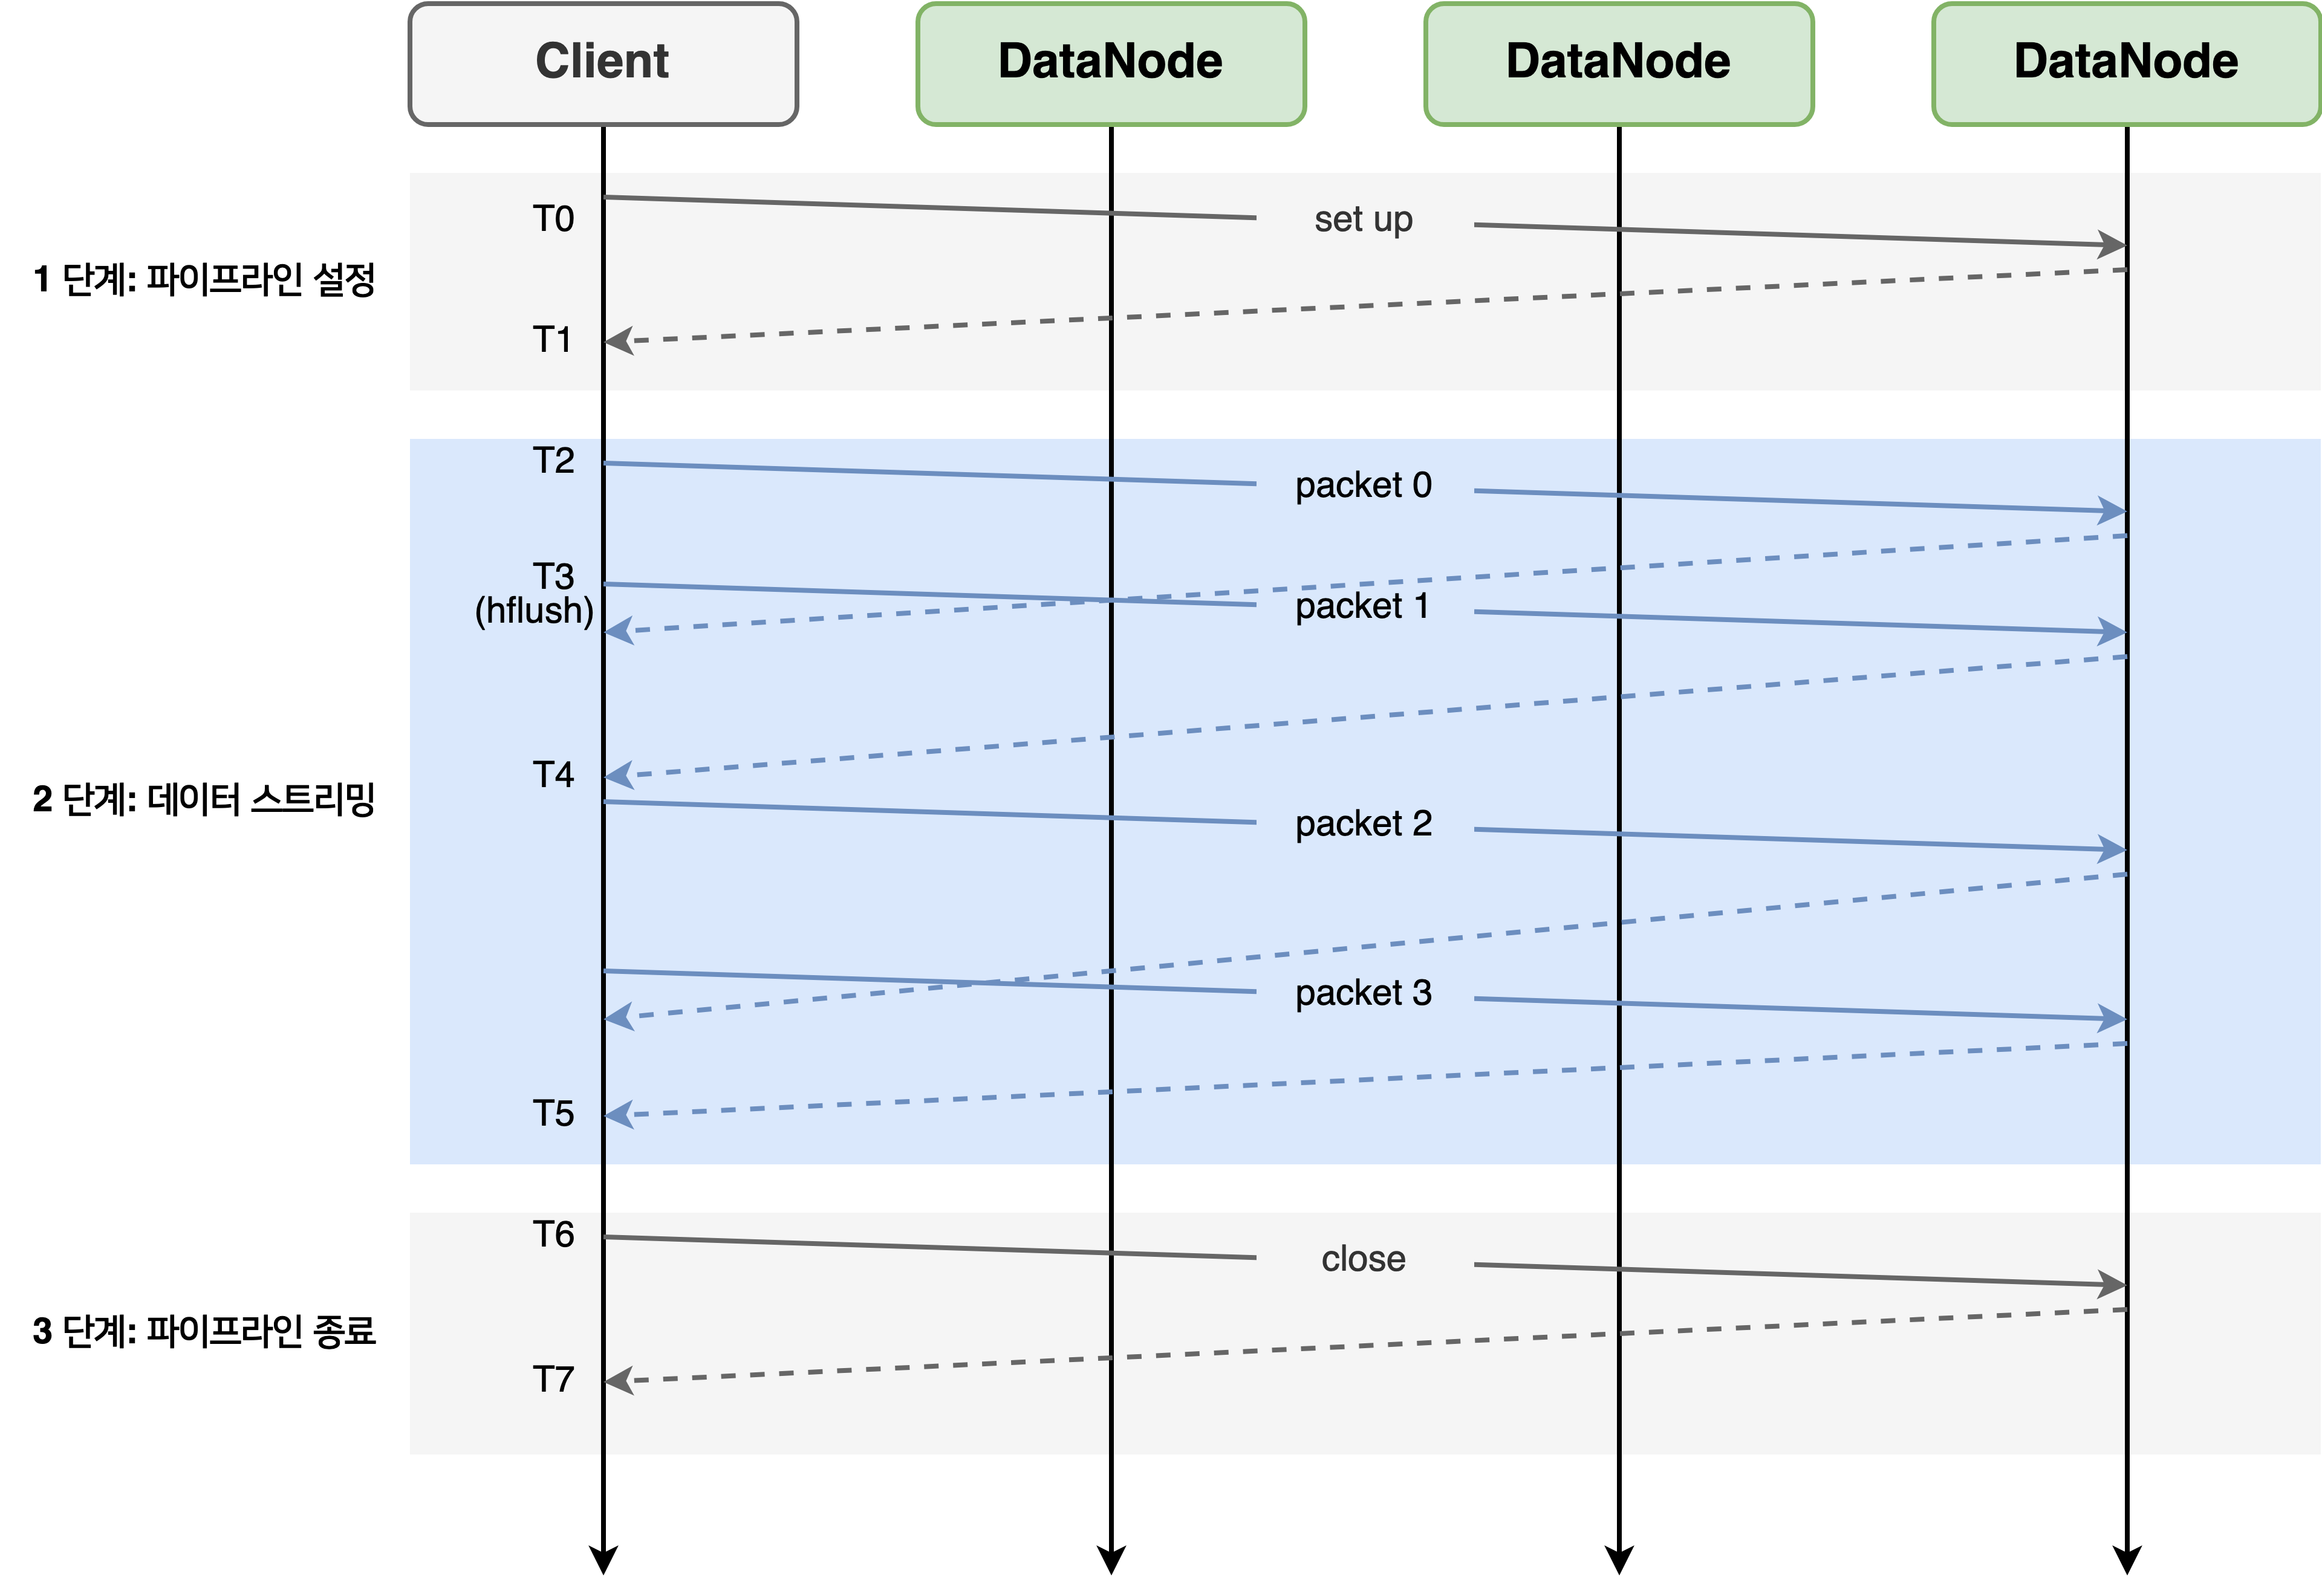 Client
DataNode
DataNode
DataNode
T0
set up
1 단계: 파이프라인 설정
T1
T2
packet 0
T3
(hflush)
packet 1
T4
2 단계: 데이터 스트리밍
packet 2
packet 3
T5
T6
close
3 단계: 파이프라인 종료
T7